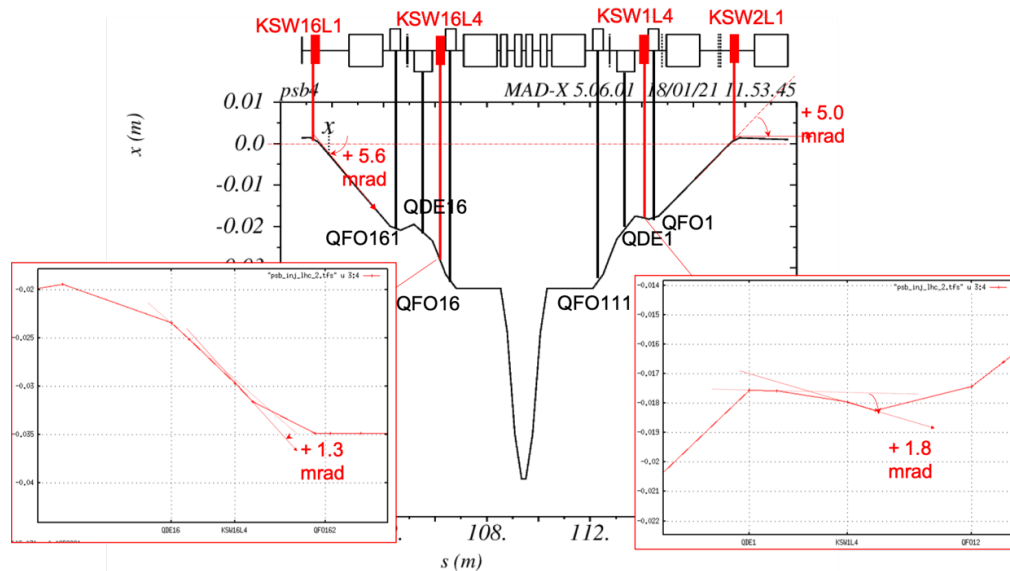 KSW16L1
KSW16L4
KSW1L4
KSW2L1
psb4
MAD-X 5.06.01 18/01/21 11.53.45
0.01
0.0
-0.01
-0.02
x (m)
x
+ 5.6
mrad
+ 5.0
mrad
QDE16
QFO161
QFO1
QDE1
QFO16
QFO111
"psb_inj_lhc_2.tfs" u 3:4
-0.02
-0.025
-0.03
-0.035
-0.04
+ 1.3
mrad
QDE16
KSW16L4
QFO162
"psb_inj_lhc_2.tfs" u 3:4
-0.014
-0.015
-0.016
-0.017
-0.018
-0.019
-0.02
-0.021
-0.022
+ 1.8
mrad
QDE1
KSW1L4
QFO12
108.
112.
s (m)